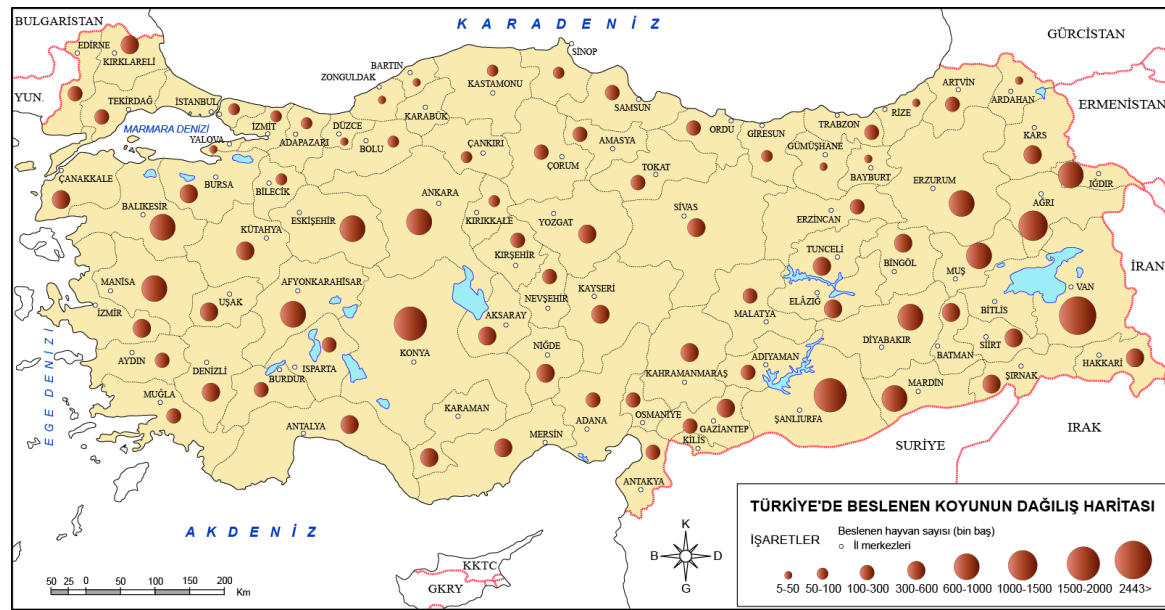 BULGARİSTAN
K A R A D E N İ Z
GÜRCİSTAN
EDİRNE
KIRKLARELİ
SİNOP
BARTIN
ZONGULDAK
KASTAMONU
ARTVİN
ARDAHAN
YUN.
TEKİRDAĞ
İSTANBUL
SAMSUN
RİZE
ERMENİSTAN
MARMARA DENİZİ
İZMİT
DÜZCE
KARABÜK
ORDU
GİRESUN
TRABZON
KARS
YALOVA
ADAPAZARI
BOLU
ÇANKIRI
AMASYA
GÜMÜŞHANE
ÇORUM
TOKAT
BAYBURT
ÇANAKKALE
BURSA
BİLECİK
ANKARA
ERZURUM
IĞDIR
BALIKESİR
ESKİŞEHİR
KIRIKKALE
YOZGAT
SİVAS
ERZİNCAN
AĞRI
KÜTAHYA
KIRŞEHİR
TUNCELİ
BİNGÖL
MUŞ
İRAN
MANİSA
UŞAK
AFYONKARAHİSAR
NEVŞEHİR
KAYSERİ
ELÂZIĞ
VAN
İZMİR
AKSARAY
MALATYA
BİTLİS
EGE DENİZİ
AYDIN
DENİZLİ
BURDUR
ISPARTA
KONYA
NİĞDE
ADIYAMAN
DİYABAKIR
BATMAN
SİİRT
HAKKARİ
KAHRAMANMARAŞ
MARDİN
ŞIRNAK
MUĞLA
ANTALYA
KARAMAN
MERSİN
ADANA
OSMANİYE
GAZİANTEP
ŞANLIURFA
KİLİS
SURİYE
IRAK
ANTAKYA
A K D E N İ Z
KKTC
GKRY
K
B
D
G
50 25 0 50 100 150 200
Km
TÜRKİYE'DE BESLENEN KOYUNUN DAĞILIŞ HARİTASI
İŞARETLER
Beslenen hayvan sayısı (bin baş)
İl merkezleri
5-50 50-100 100-300 300-600 600-1000 1000-1500 1500-2000 2443>